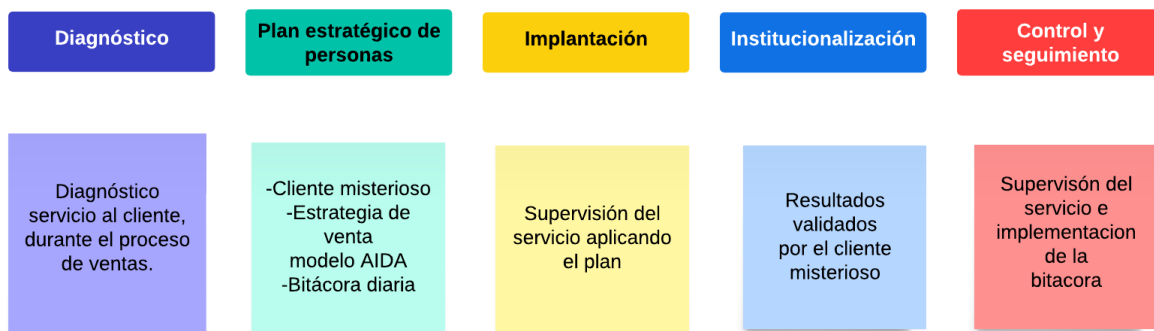 Diagnóstico
Plan estratégico de
personas
Implantación
Institucionalización
Control y
seguimiento
Diagnóstico
servicio al cliente,
durante el proceso
de ventas.
-Cliente misterioso
-Estrategia de
venta
modelo AIDA
-Bitácora diaria
Supervisión del
servicio aplicando
el plan
Resultados
validados
por el cliente
misterioso
Supervisón del
servicio e
implementacion
de la
bitacora